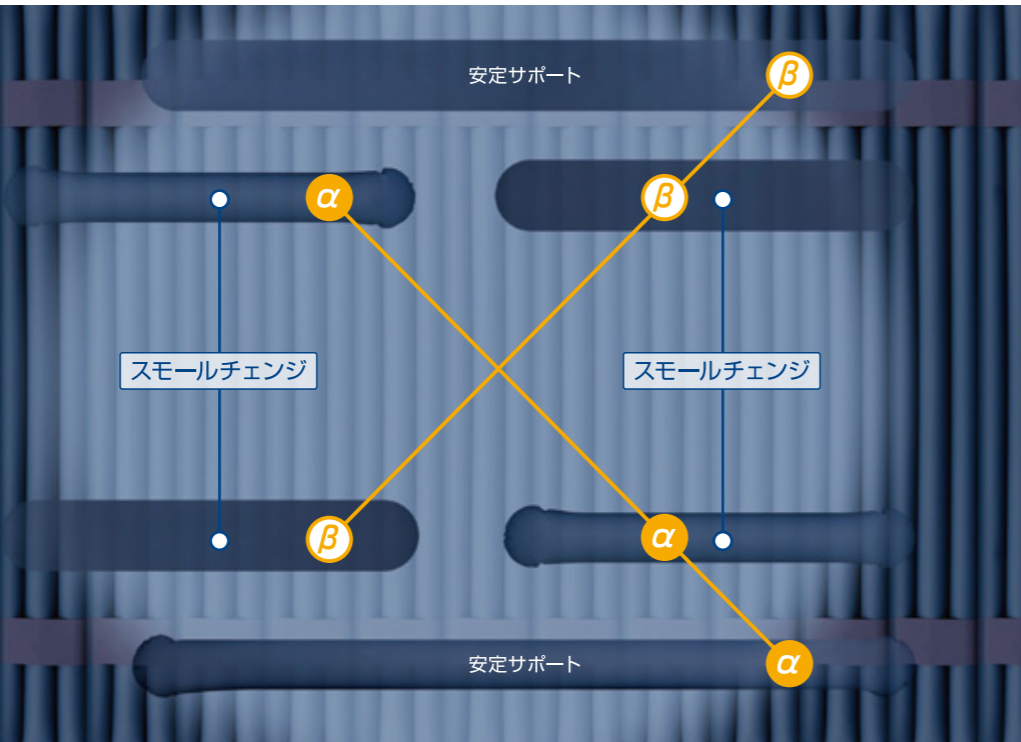 安定サポート
β
α
β
スモールチェンジ
スモールチェンジ
β
α
安定サポート
α